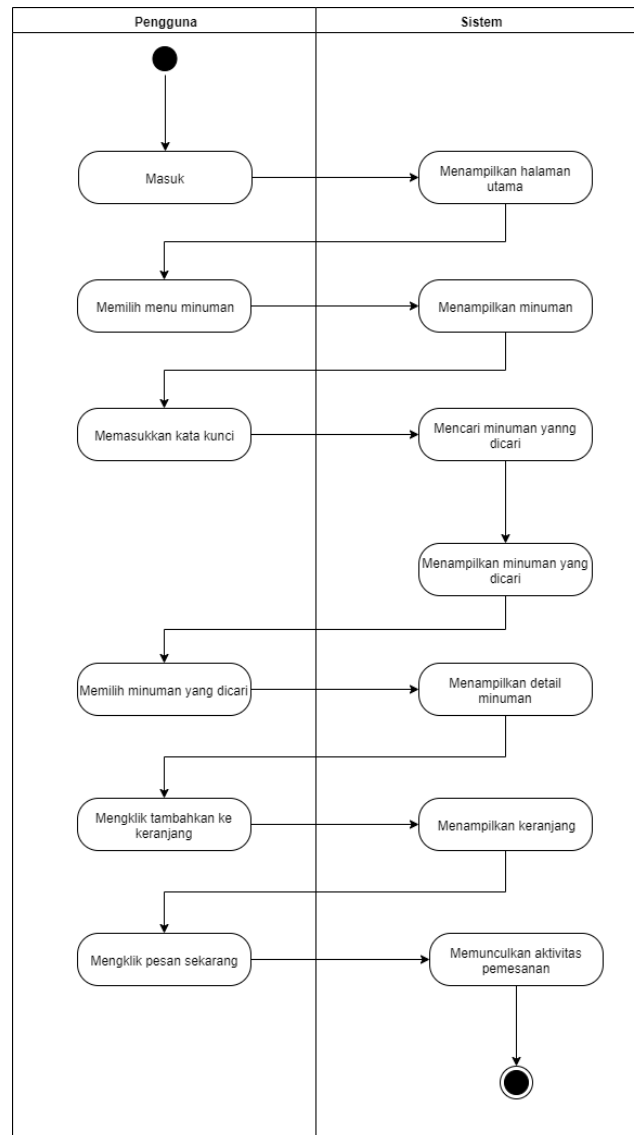 Pengguna
Sistem
Masuk
Menampilkan halaman
utama
Memilih menu minuman
Menampilkan minuman
Memasukkan kata kunci
Mencari minuman yanng
dicari
Menampilkan minuman yang
dicari
Memilih minuman yang dicari
Menampilkan detail
minuman
Mengklik tambahkan ke
keranjang
Menampilkan keranjang
Mengklik pesan sekarang
Memunculkan aktivitas
pemesanan